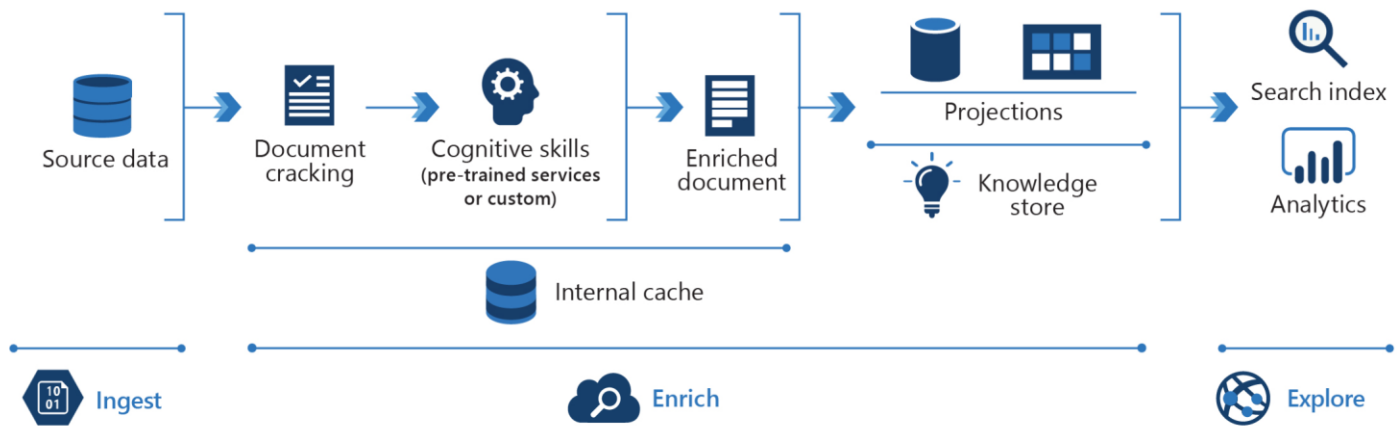 Source data
Document
cracking
Cognitive skills
(pre-trained services
or custom)
Enriched
document
Projections
Knowledge
store
Search index
Analytics
Internal cache
10
01
Ingest
Enrich
Explore